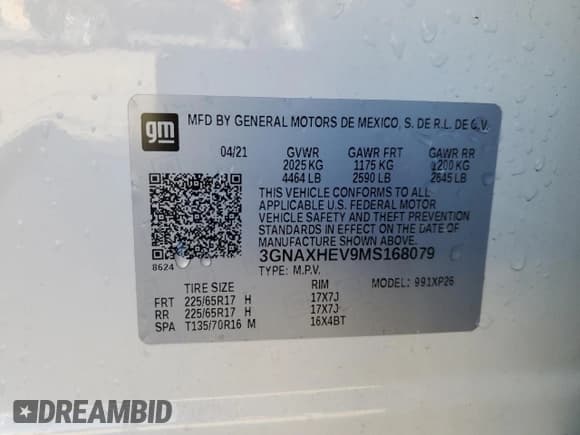 gm
MFD BY GENERAL MOTORS DE MEXICO, S. DE R.L. DE C.V.
04/21 GVWR GAWR FRT GAWR RR
2025 KG 1175 KG 1200 KG
4464 LB 2590 LB 2645 LB
THIS VEHICLE CONFORMS TO ALL
APPLICABLE U.S. FEDERAL MOTOR
VEHICLE SAFETY AND THEFT PREVENTION
STANDARDS IN EFFECT ON THE DATE OF
MANUFACTURE SHOWN ABOVE.
8624 3GNAXHEV9MS168079
TYPE: M.P.V. MODEL: 991XP26
TIRE SIZE RIM
FRT 225/65R17 H 17X7J
RR 225/65R17 H 17X7J
SPA T135/70R16 M 16X4BT
DREAMBID